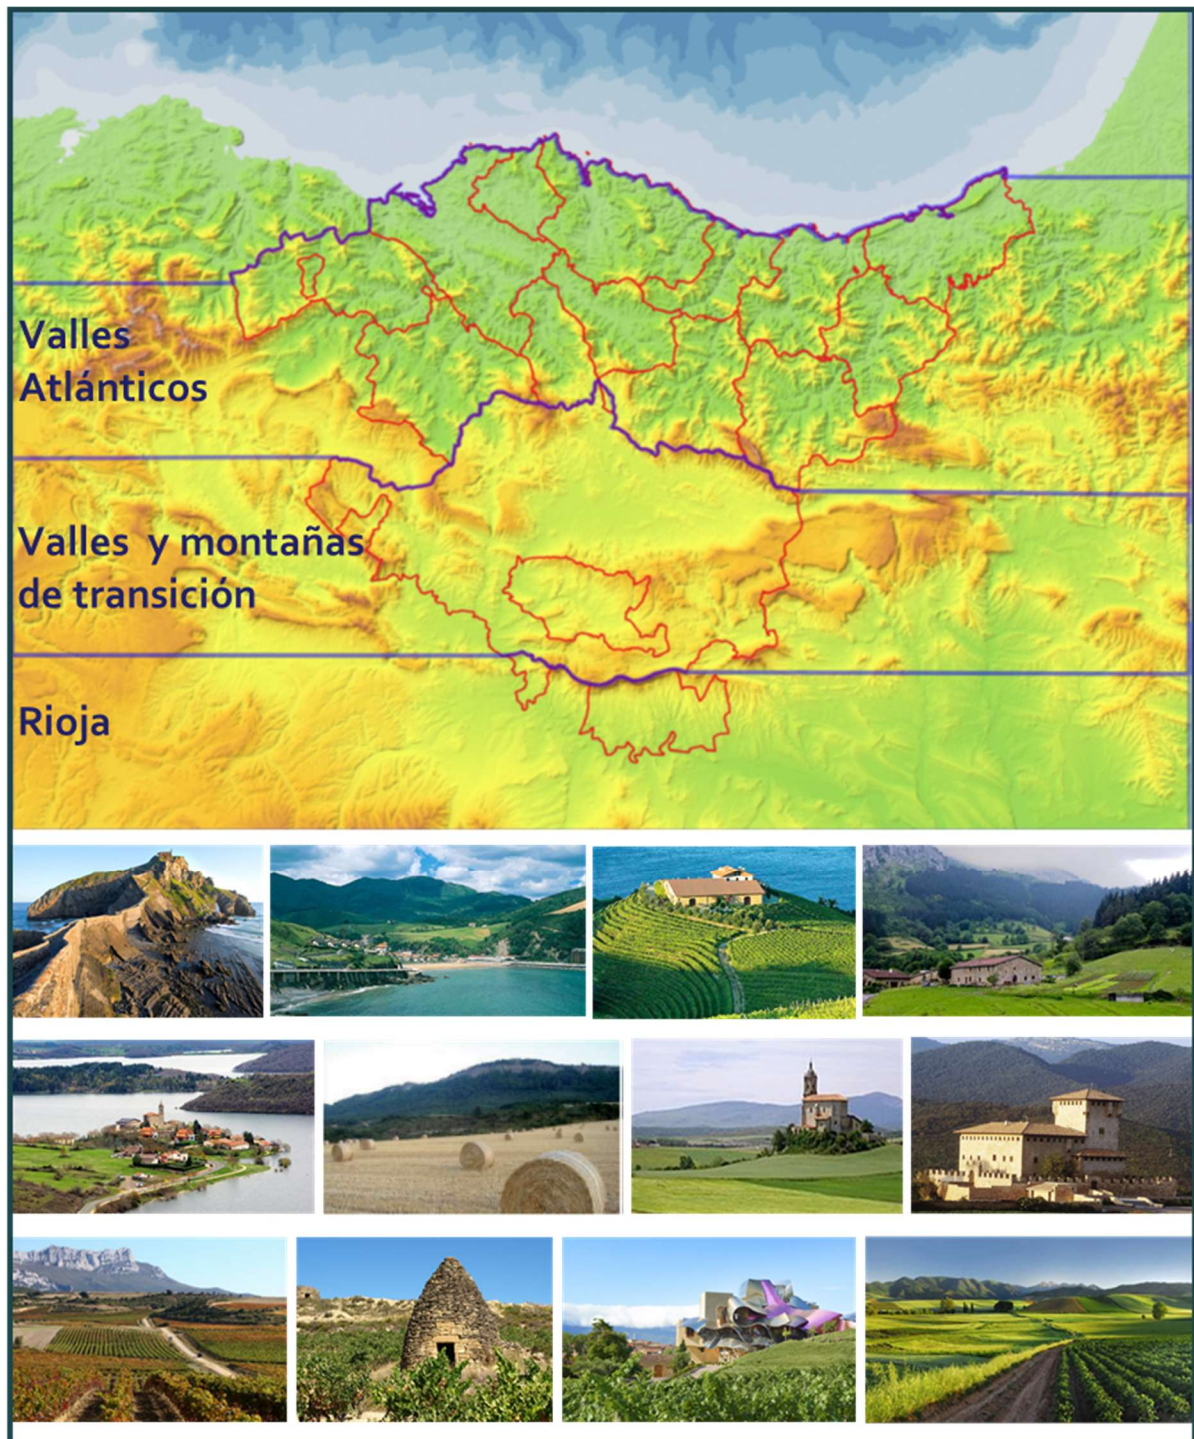 Valles
Atlánticos
Valles y montañas
de transición
Rioja